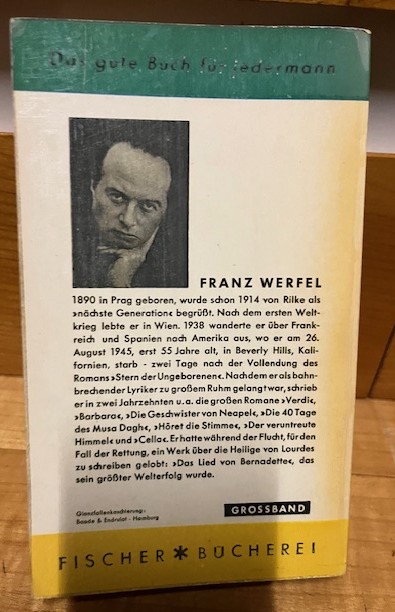 Das gute Buch für jedermann
FRANZ WERFEL
1890 in Prag geboren, wurde schon 1914 von Rilke als
»nächste Generation« begrüßt. Nach dem ersten Welt-
krieg lebte er in Wien. 1938 wanderte er über Frank-
reich und Spanien nach Amerika aus, wo er am 26.
August 1945, erst 55 Jahre alt, in Beverly Hills, Kali-
fornien, starb - zwei Tage nach der Vollendung des
Romans »Stern der Ungeborenen«. Nachdem er als bahn-
brechender Lyriker zu großem Ruhm gelangt war, schrieb
er in zwei Jahrzehnten u. a. die großen Romane »Verdi«,
»Barbara«, »Die Geschwister von Neapel«, »Die 40 Tage
des Musa Dagh«, »Höret die Stimme«, »Der veruntreute
Himmel« und »Cella«. Er hatte während der Flucht, für den
Fall der Rettung, ein Werk über die Heilige von Lourdes
zu schreiben gelobt: »Das Lied von Bernadette«, das
sein größter Welterfolg wurde.
Glanzfolienkaschierung:
Baade & Endrulat - Hamburg
GROSSBAND
FISCHER * BÜCHEREI